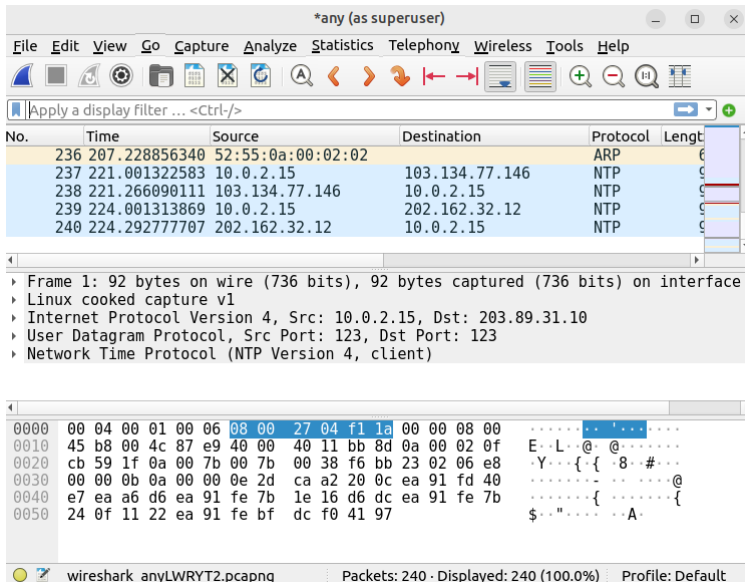 *any (as superuser)
File Edit View Go Capture Analyze Statistics Telephony Wireless Tools Help
Apply a display filter … <Ctrl-/>
No. Time Source Destination Protocol Lengt
236 207.228856340 52:55:0a:00:02:02 ARP 6
237 221.001322583 10.0.2.15 103.134.77.146 NTP 9
238 221.266090111 103.134.77.146 10.0.2.15 NTP 9
239 224.001313869 10.0.2.15 202.162.32.12 NTP 9
240 224.292777707 202.162.32.12 10.0.2.15 NTP 9
Frame 1: 92 bytes on wire (736 bits), 92 bytes captured (736 bits) on interface
Linux cooked capture v1
Internet Protocol Version 4, Src: 10.0.2.15, Dst: 203.89.31.10
User Datagram Protocol, Src Port: 123, Dst Port: 123
Network Time Protocol (NTP Version 4, client)
0000 00 04 00 01 00 06 08 00 27 04 f1 1a 00 00 08 00 ········ '·······
0010 45 b8 00 4c 87 e9 40 00 40 11 bb 8d 0a 00 02 0f E··L··@· @·······
0020 cb 59 1f 0a 00 7b 00 7b 00 38 f6 bb 23 02 06 e8 ·Y···{·{ ·8··#···
0030 00 00 0b 0a 00 00 0e 2d ca a2 20 0c ea 91 fd 40 ·······- ·· ····@
0040 e7 ea a6 d6 ea 91 fe 7b 1e 16 d6 dc ea 91 fe 7b ·······{ ·······{
0050 24 0f 11 22 ea 91 fe bf dc f0 41 97 $··"···· ··A·
wireshark_anyLWRYT2.pcapng Packets: 240 · Displayed: 240 (100.0%) Profile: Default